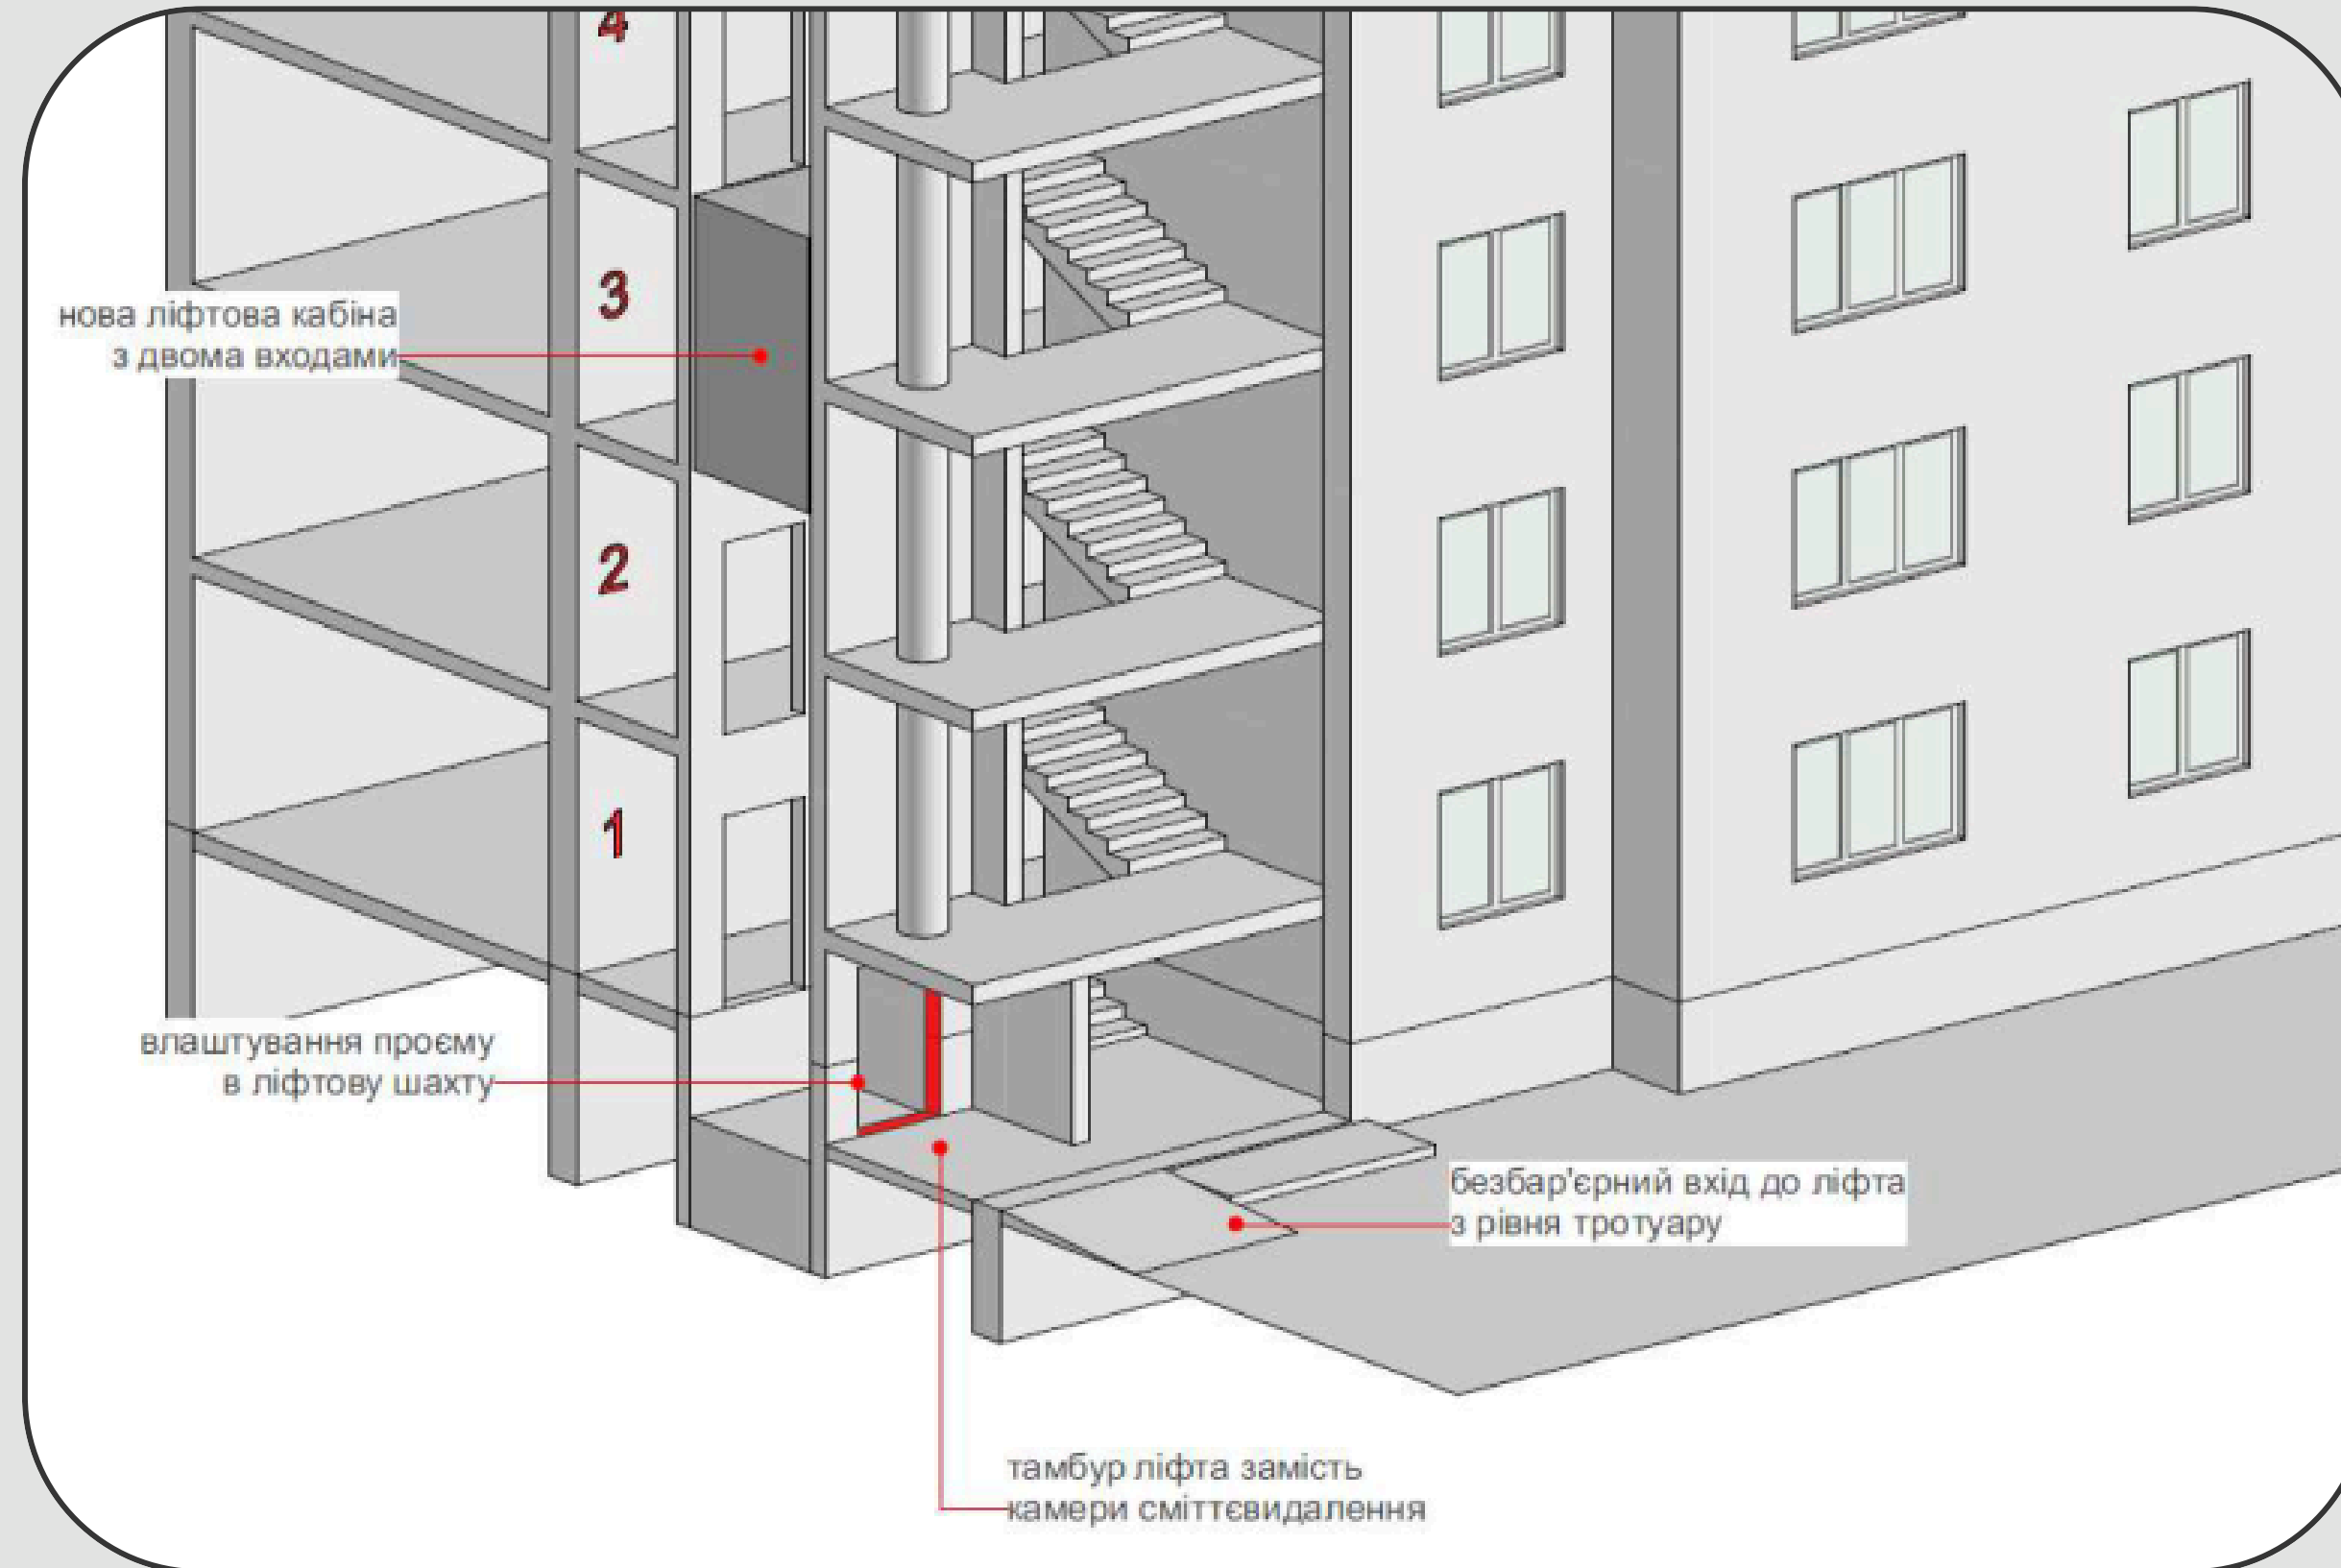 4
3
нова ліфтова кабіна
з двома входами
2
1
влаштування проєму
в ліфтову шахту
безбар'єрний вхід до ліфта
з рівня тротуару
тамбур ліфта замість
камери сміттєвидалення